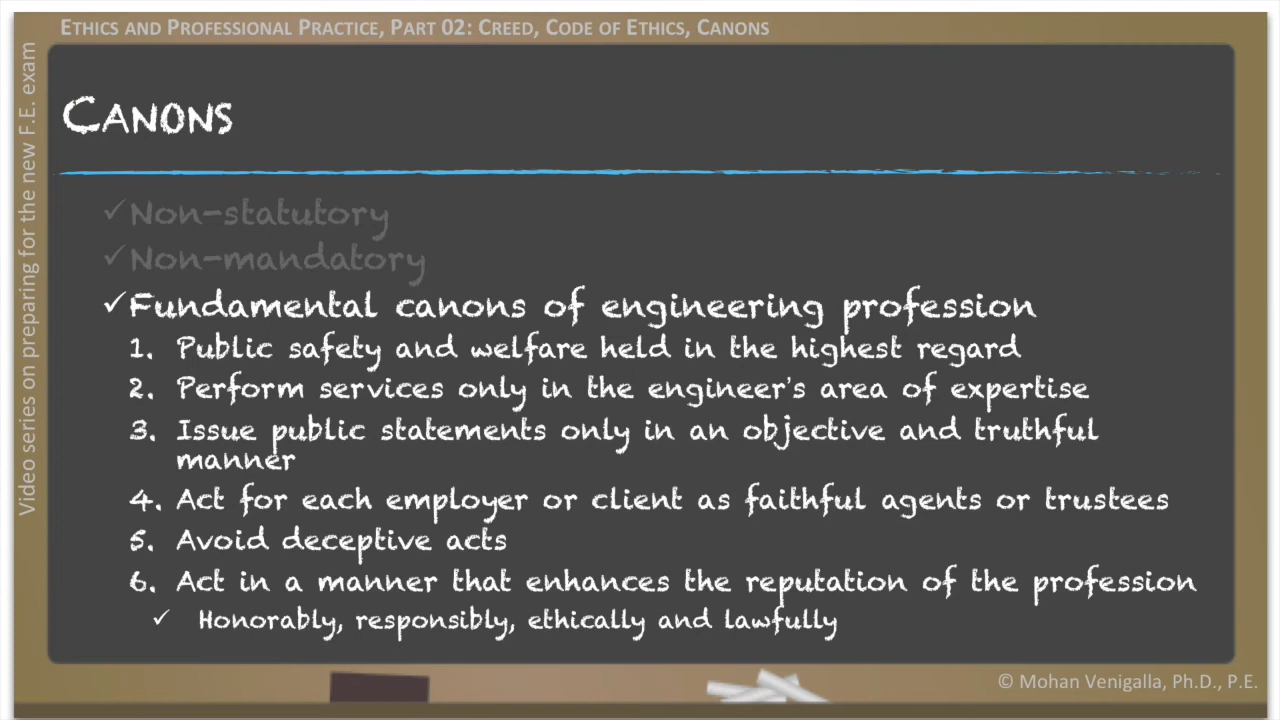 Ethics and Professional Practice, Part 02: Creed, Code of Ethics, Canons
Video series on preparing for the new F.E. exam
Canons
✓Non-statutory
✓Non-mandatory
✓Fundamental canons of engineering profession
1. Public safety and welfare held in the highest regard
2. Perform services only in the engineer's area of expertise
3. Issue public statements only in an objective and truthful
manner
4. Act for each employer or client as faithful agents or trustees
5. Avoid deceptive acts
6. Act in a manner that enhances the reputation of the profession
✓ Honorably, responsibly, ethically and lawfully
© Mohan Venigalla, Ph.D., P.E.